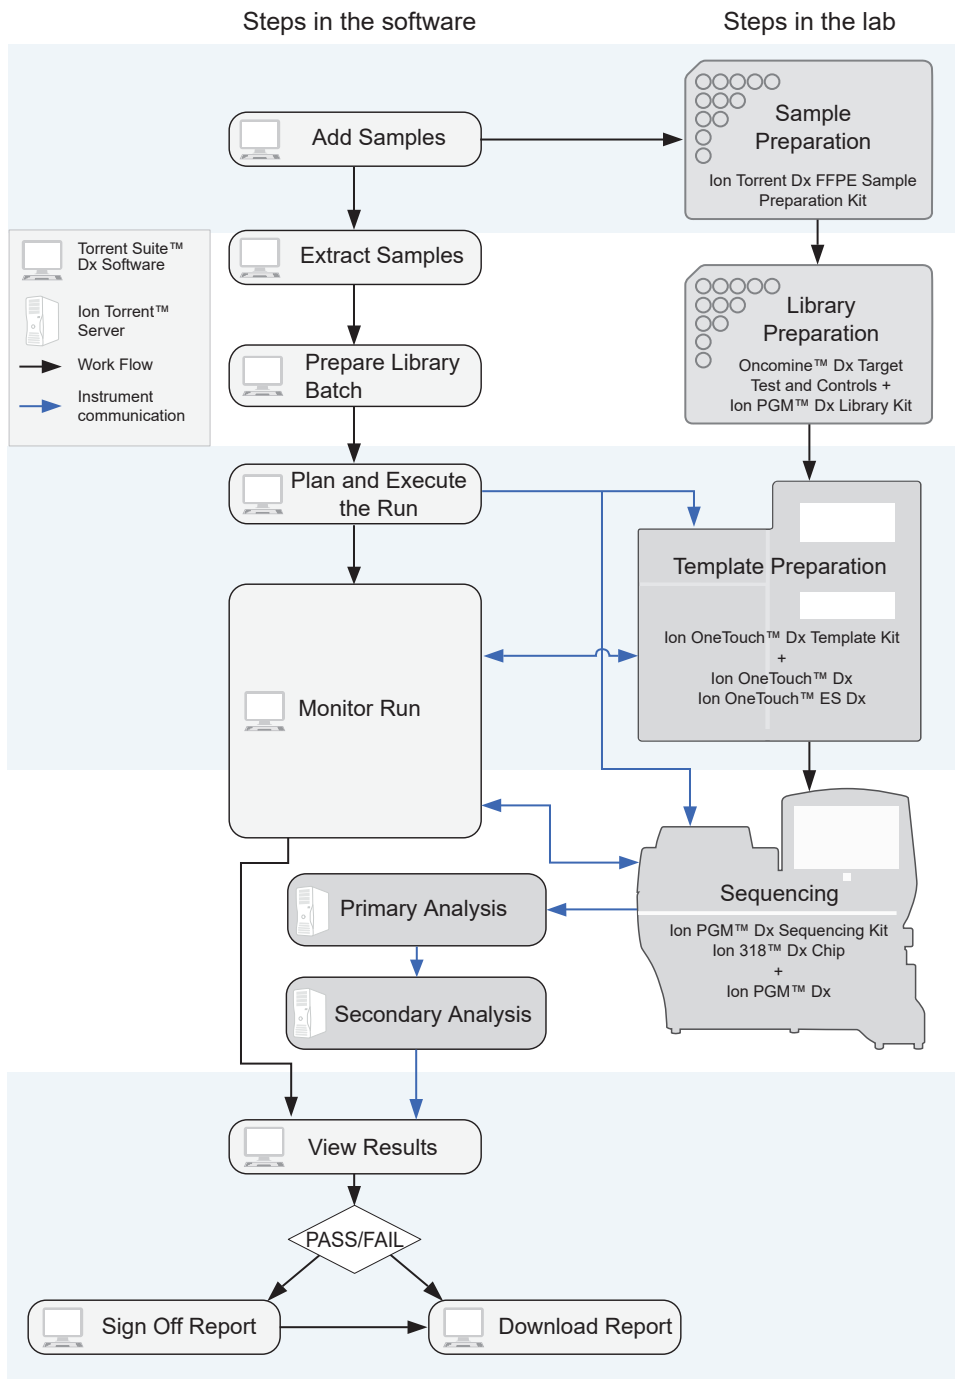 Steps in the software
Steps in the lab
Add Samples
Sample
Preparation
Ion Torrent Dx FFPE Sample
Preparation Kit
Torrent Suite™
Dx Software
Ion Torrent™
Server
Work Flow
Instrument
communication
Extract Samples
Prepare Library
Batch
Library
Preparation
Oncomine™ Dx Target
Test and Controls +
Ion PGM™ Dx Library Kit
Plan and Execute
the Run
Template Preparation
Ion OneTouch™ Dx Template Kit
+
Ion OneTouch™ Dx
Ion OneTouch™ ES Dx
Monitor Run
Sequencing
Ion PGM™ Dx Sequencing Kit
Ion 318™ Dx Chip
+
Ion PGM™ Dx
Primary Analysis
Secondary Analysis
View Results
PASS/FAIL
Sign Off Report
Download Report